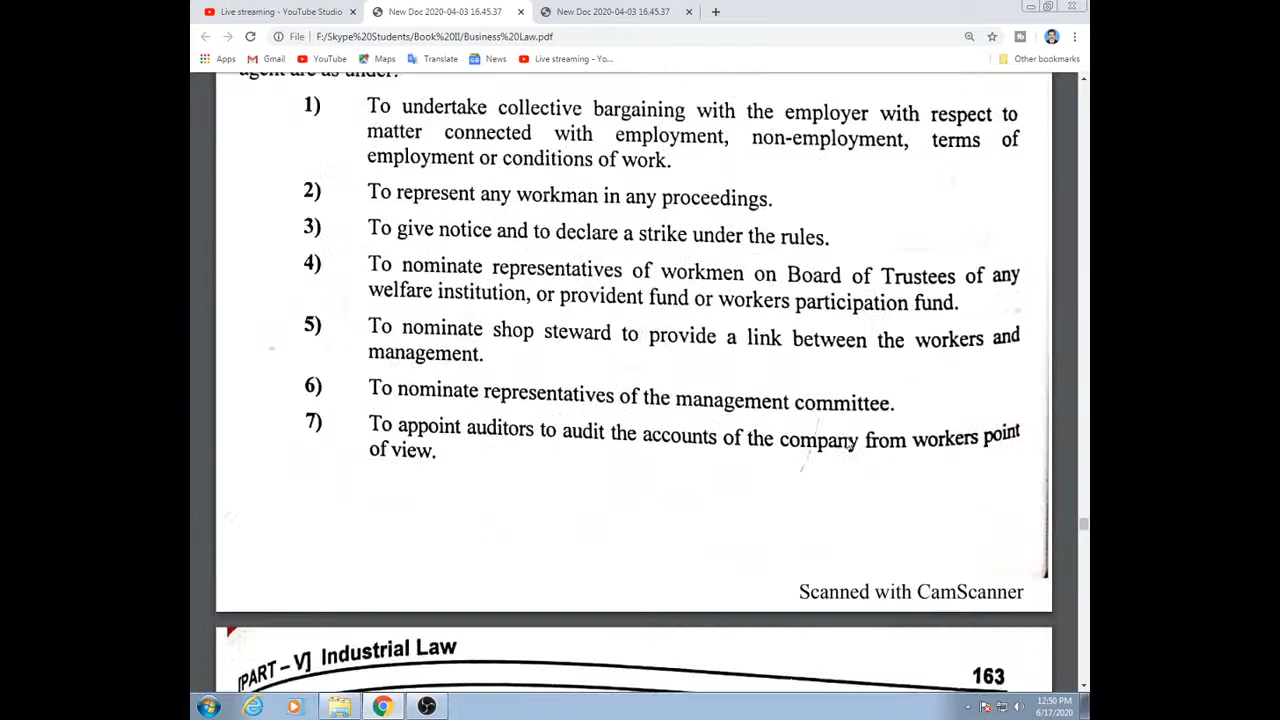 Live streaming - YouTube Studio
New Doc 2020-04-03 16.45.37
New Doc 2020-04-03 16.45.37
File F:/Skype%20Students/Book%20II/Business%20Law.pdf
Apps Gmail YouTube Maps Translate News Live streaming - Yo... Other bookmarks
agent are as under:
1) To undertake collective bargaining with the employer with respect to
matter connected with employment, non-employment, terms of
employment or conditions of work.
2) To represent any workman in any proceedings.
3) To give notice and to declare a strike under the rules.
4) To nominate representatives of workmen on Board of Trustees of any
welfare institution, or provident fund or workers participation fund.
5) To nominate shop steward to provide a link between the workers and
management.
6) To nominate representatives of the management committee.
7) To appoint auditors to audit the accounts of the company from workers point
of view.
Scanned with CamScanner
[PART – V] Industrial Law
163
12:50 PM
6/17/2020